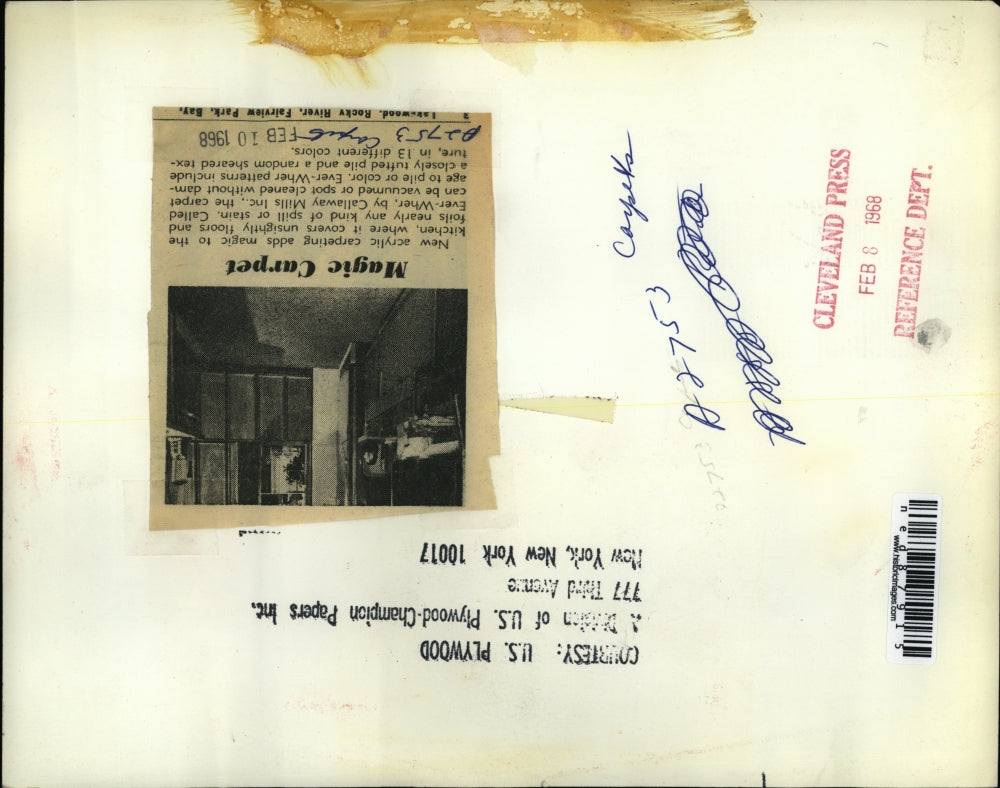 Magic Carpet
New acrylic carpeting adds magic to the
kitchen, where it covers unsightly floors and
foils nearly any kind of spill or stain. Called
Ever-Wher, by Callaway Mills Inc., the carpet
can be vacuumed or spot cleaned without dam-
age to pile or color. Ever-Wher patterns include
a closely tufted pile and a random sheared tex-
ture, in 13 different colors.
A2753 Carpets FEB 10 1968
Rocky River, Fairview Park, Bay,
Carpets
A-2753
CLEVELAND PRESS
FEB 8 1968
REFERENCE DEPT.
COURTESY: U.S. PLYWOOD
A Division of U.S. Plywood-Champion Papers Inc.
777 Third Avenue
New York, New York 10017
www.historicimages.com
ned87915